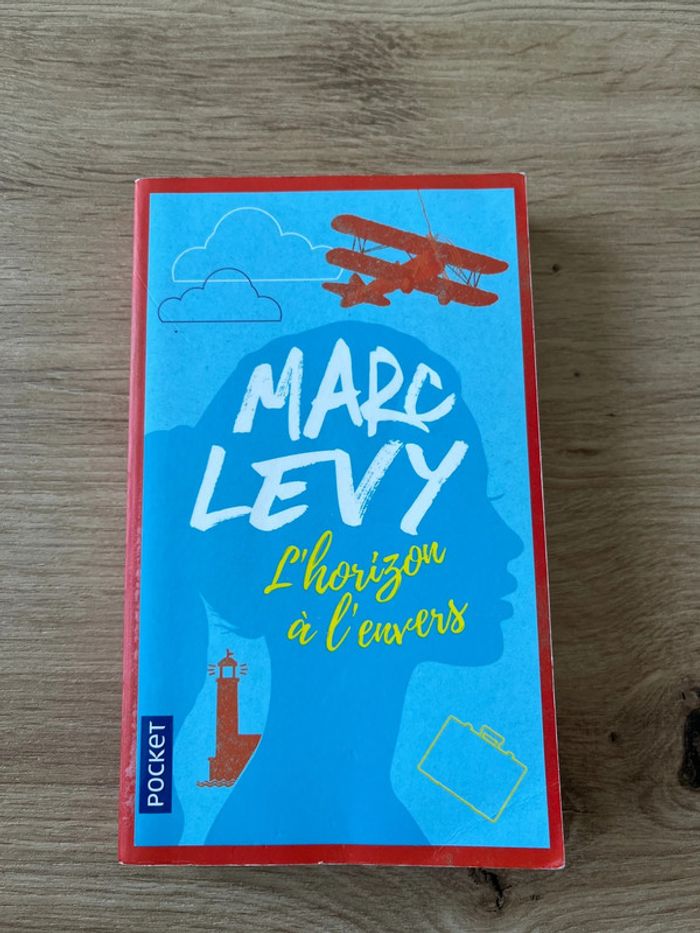 MARC
LEVY
L'horizon
à l'envers
POCKET